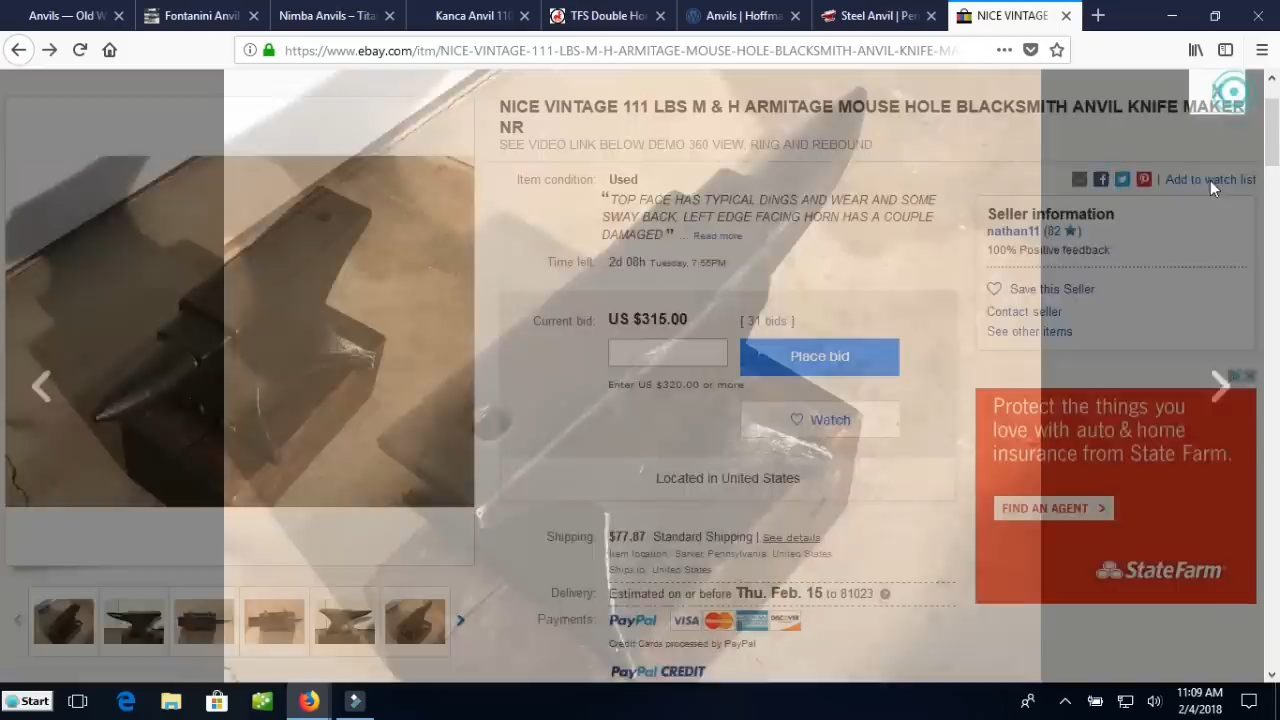 Anvils — Old W
Fontanini Anvil
Nimba Anvils – Tita
Kanca Anvil 110
TFS Double Ho
Anvils | Hoffma
Steel Anvil | Per
NICE VINTAGE
https://www.ebay.com/itm/NICE-VINTAGE-111-LBS-M-H-ARMITAGE-MOUSE-HOLE-BLACKSMITH-ANVIL-KNIFE-MA
NICE VINTAGE 111 LBS M & H ARMITAGE MOUSE HOLE BLACKSMITH ANVIL KNIFE MAKER
NR
SEE VIDEO LINK BELOW DEMO 360 VIEW, RING AND REBOUND
Item condition: Used
“ TOP FACE HAS TYPICAL DINGS AND WEAR AND SOME
SWAY BACK, LEFT EDGE FACING HORN HAS A COUPLE
DAMAGED ” ... Read more
Time left: 2d 08h Tuesday, 7:55PM
Current bid: US $315.00 [ 31 bids ]
Place bid
Enter US $320.00 or more
Watch
Located in United States
Shipping: $77.87 Standard Shipping | See details
Item location: Sarver, Pennsylvania, United States
Ships to: United States
Delivery: Estimated on or before Thu. Feb. 15 to 81023
Payments: PayPal VISA MasterCard DISCOVER
Credit Cards processed by PayPal
PayPal CREDIT
| Add to watch list
Seller information
nathan11 (82 ★)
100% Positive feedback
Save this Seller
Contact seller
See other items
Protect the things you
love with auto & home
insurance from State Farm.
FIND AN AGENT >
StateFarm
Start
11:09 AM
2/4/2018